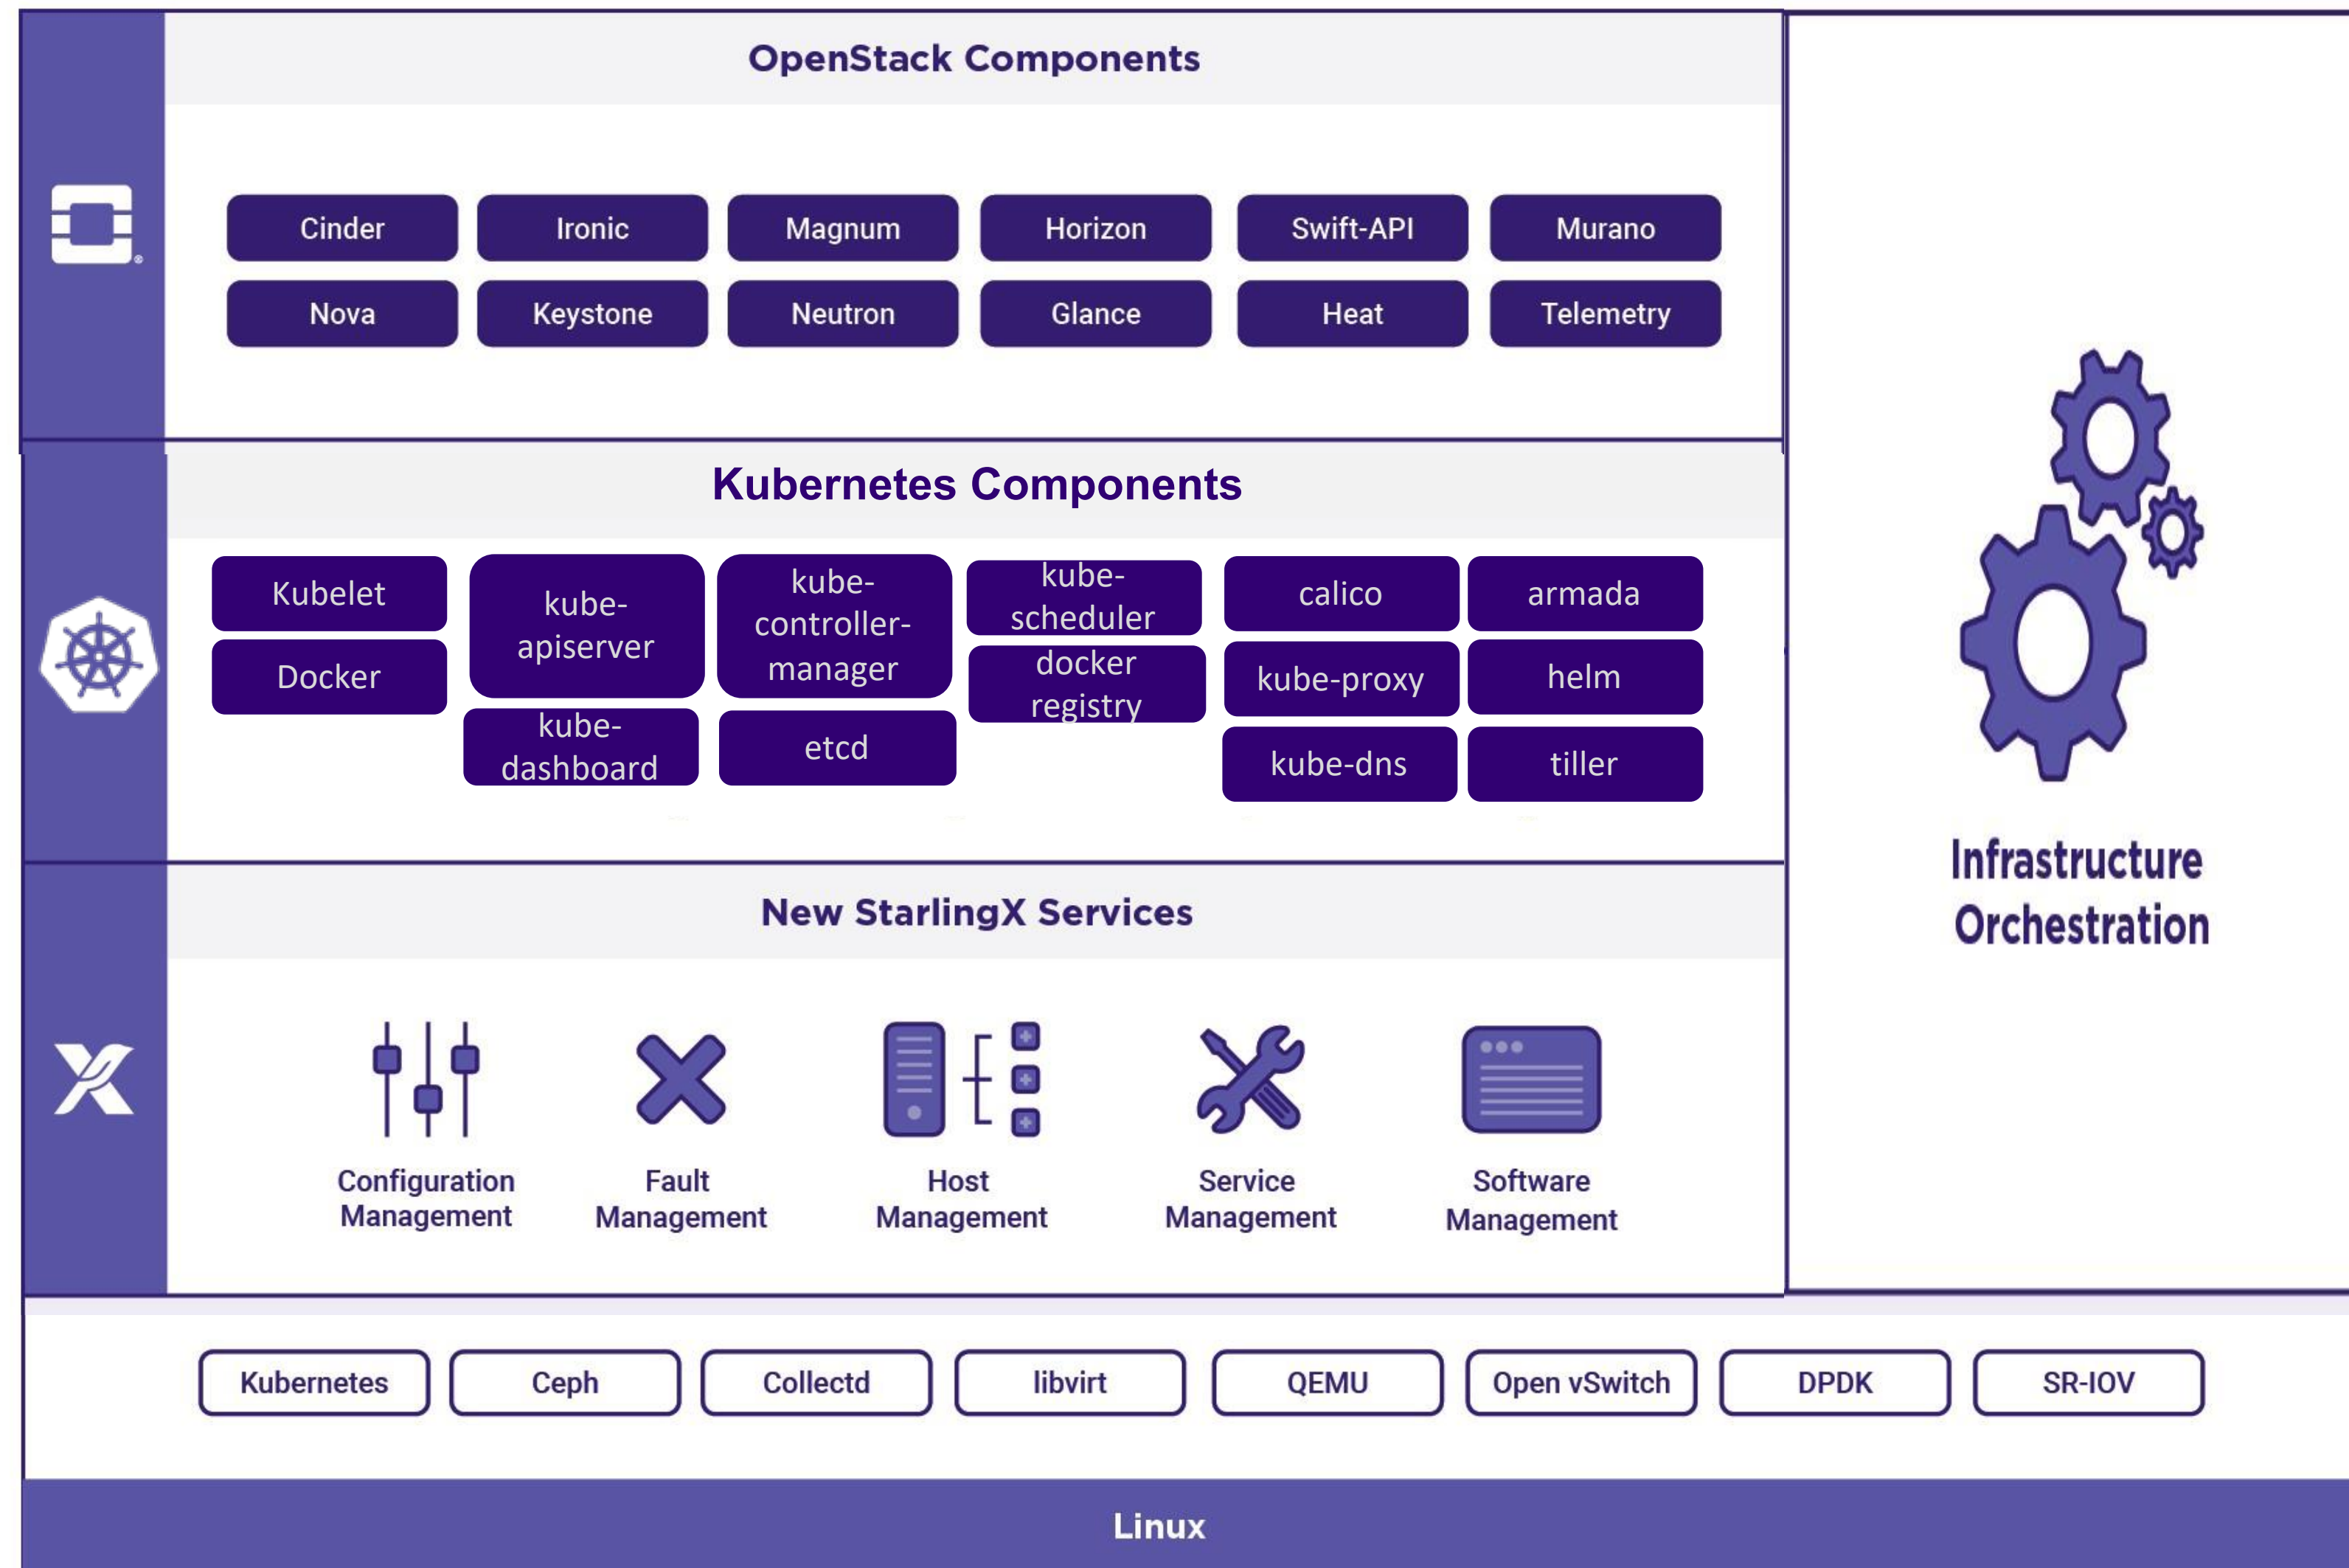 OpenStack Components
Cinder
Ironic
Magnum
Horizon
Swift-API
Murano
Nova
Keystone
Neutron
Glance
Heat
Telemetry
®
Kubernetes Components
Kubelet
kube-
apiserver
kube-
controller-
manager
kube-
scheduler
calico
armada
Docker
docker
registry
kube-proxy
helm
kube-
dashboard
etcd
kube-dns
tiller
Infrastructure
Orchestration
New StarlingX Services
Configuration
Management
Fault
Management
Host
Management
Service
Management
Software
Management
Kubernetes
Ceph
Collectd
libvirt
QEMU
Open vSwitch
DPDK
SR-IOV
Linux